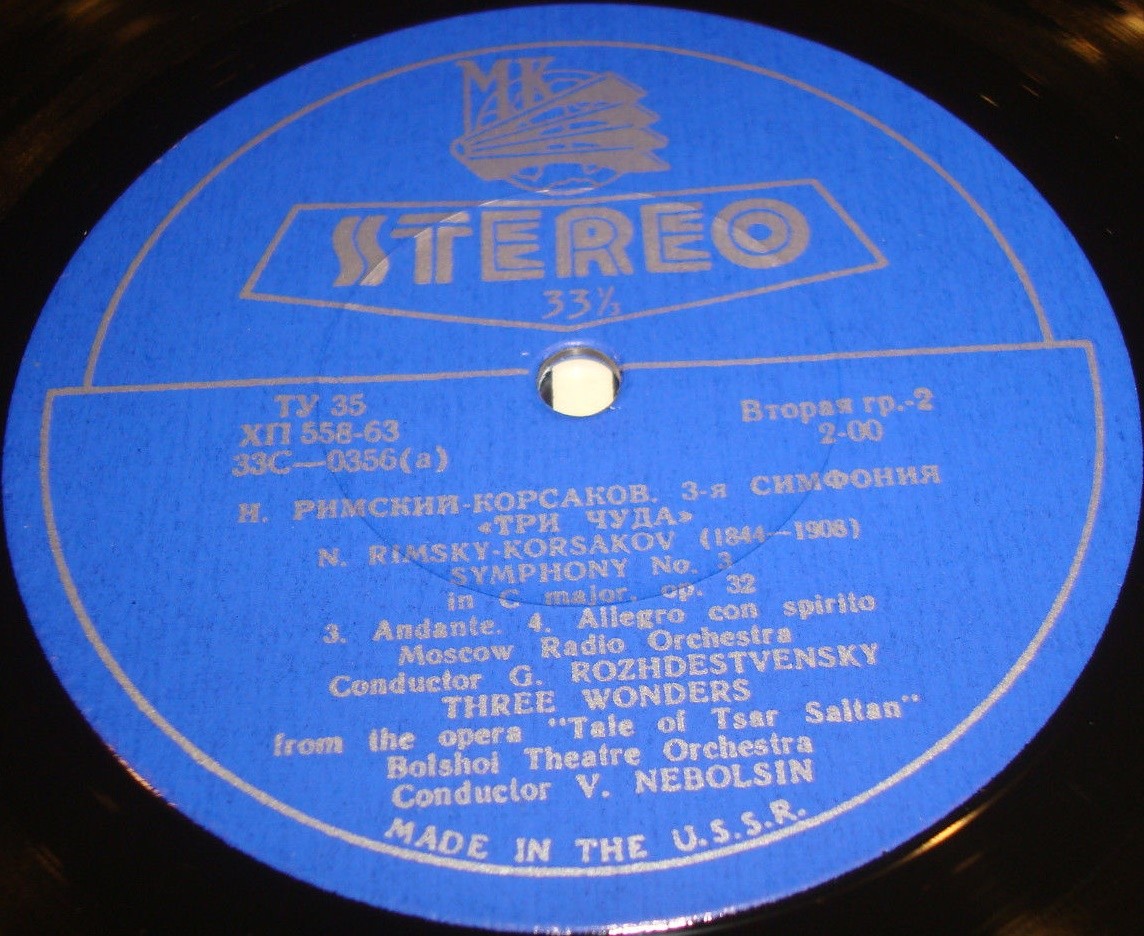 МК
STEREO
33⅓
ТУ 35
ХП 558-63
33С—0356(а)
Вторая гр.-2
2-00
Н. РИМСКИЙ-КОРСАКОВ. 3-я СИМФОНИЯ
«ТРИ ЧУДА»
N. RIMSKY-KORSAKOV (1844—1908)
SYMPHONY No. 3
in C major, op. 32
3. Andante. 4. Allegro con spirito
Moscow Radio Orchestra
Conductor G. ROZHDESTVENSKY
THREE WONDERS
from the opera "Tale of Tsar Saltan"
Bolshoi Theatre Orchestra
Conductor V. NEBOLSIN
MADE IN THE U.S.S.R.